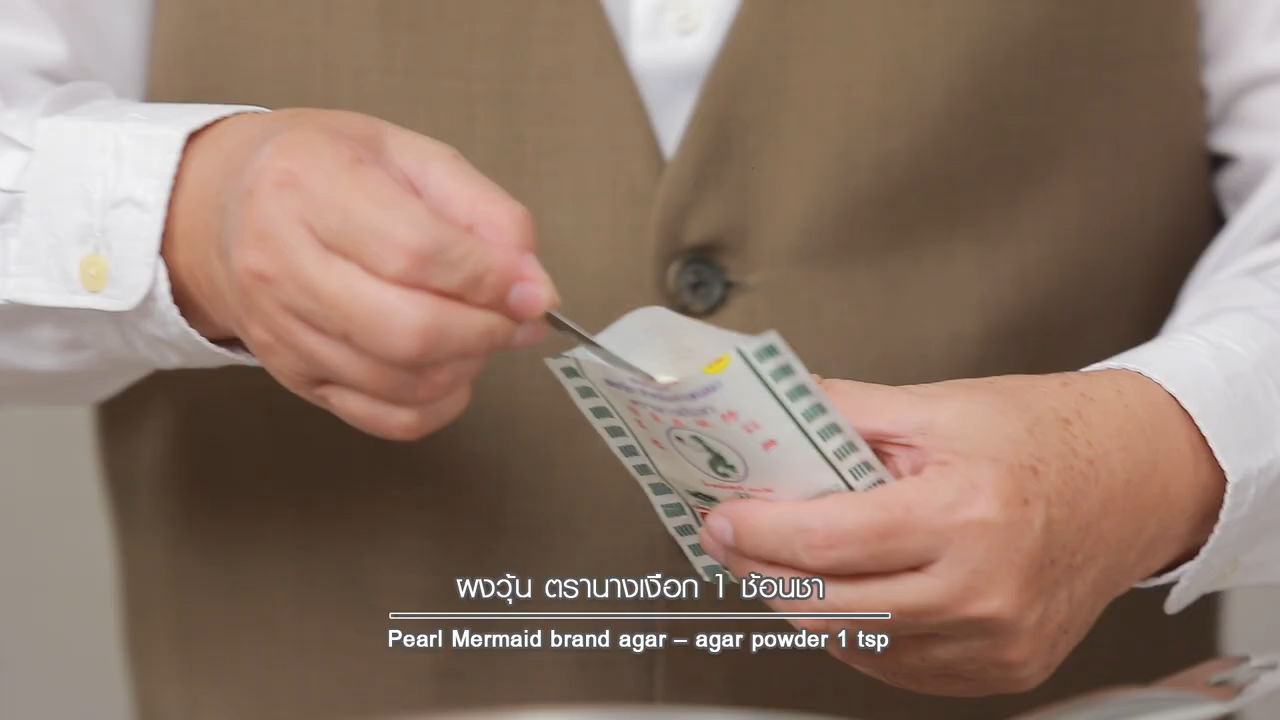 ผงวุ้น ตรานางเงือก 1 ช้อนชา
Pearl Mermaid brand agar – agar powder 1 tsp